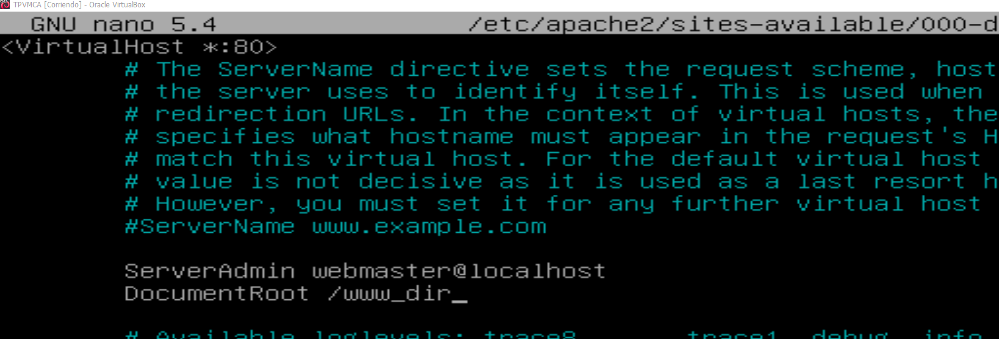 TPVMCA [Corriendo] - Oracle VirtualBox
GNU nano 5.4 /etc/apache2/sites-available/000-d
<VirtualHost *:80>
# The ServerName directive sets the request scheme, host
# the server uses to identify itself. This is used when
# redirection URLs. In the context of virtual hosts, the
# specifies what hostname must appear in the request's H
# match this virtual host. For the default virtual host
# value is not decisive as it is used as a last resort h
# However, you must set it for any further virtual host
#ServerName www.example.com
ServerAdmin webmaster@localhost
DocumentRoot /www_dir_
# Available loglevels: trace8, ..., trace1, debug, info